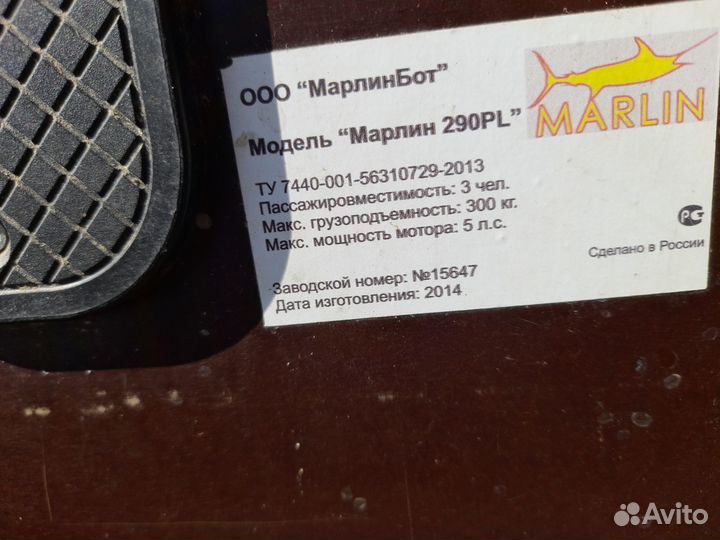 ООО “МарлинБот”
MARLIN
Модель “Марлин 290PL”
ТУ 7440-001-56310729-2013
Пассажировместимость: 3 чел.
Макс. грузоподъемность: 300 кг.
Макс. мощность мотора: 5 л.с.
РСТ
Сделано в России
Заводской номер: №15647
Дата изготовления: 2014
Avito